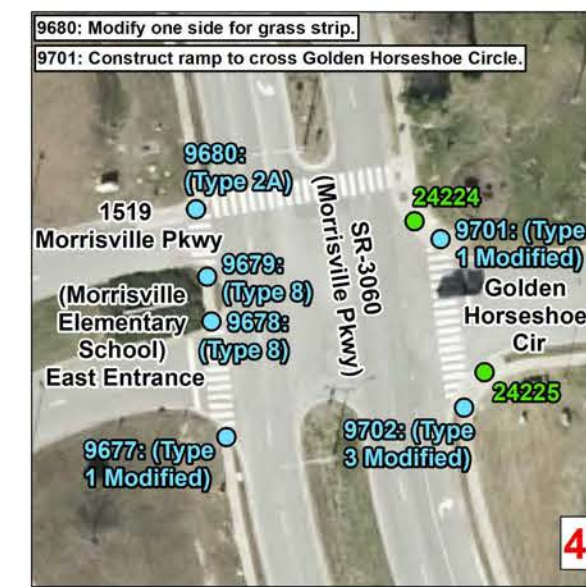 9680: Modify one side for grass strip.
9701: Construct ramp to cross Golden Horseshoe Circle.
9680:
(Type 2A)
1519
Morrisville Pkwy
9679:
(Type 8)
(Morrisville
Elementary
School)
East Entrance
9678:
(Type 8)
9677: (Type
1 Modified)
SR-3060
(Morrisville Pkwy)
24224
9701: (Type
1 Modified)
Golden
Horseshoe
Cir
24225
9702: (Type
3 Modified)
4